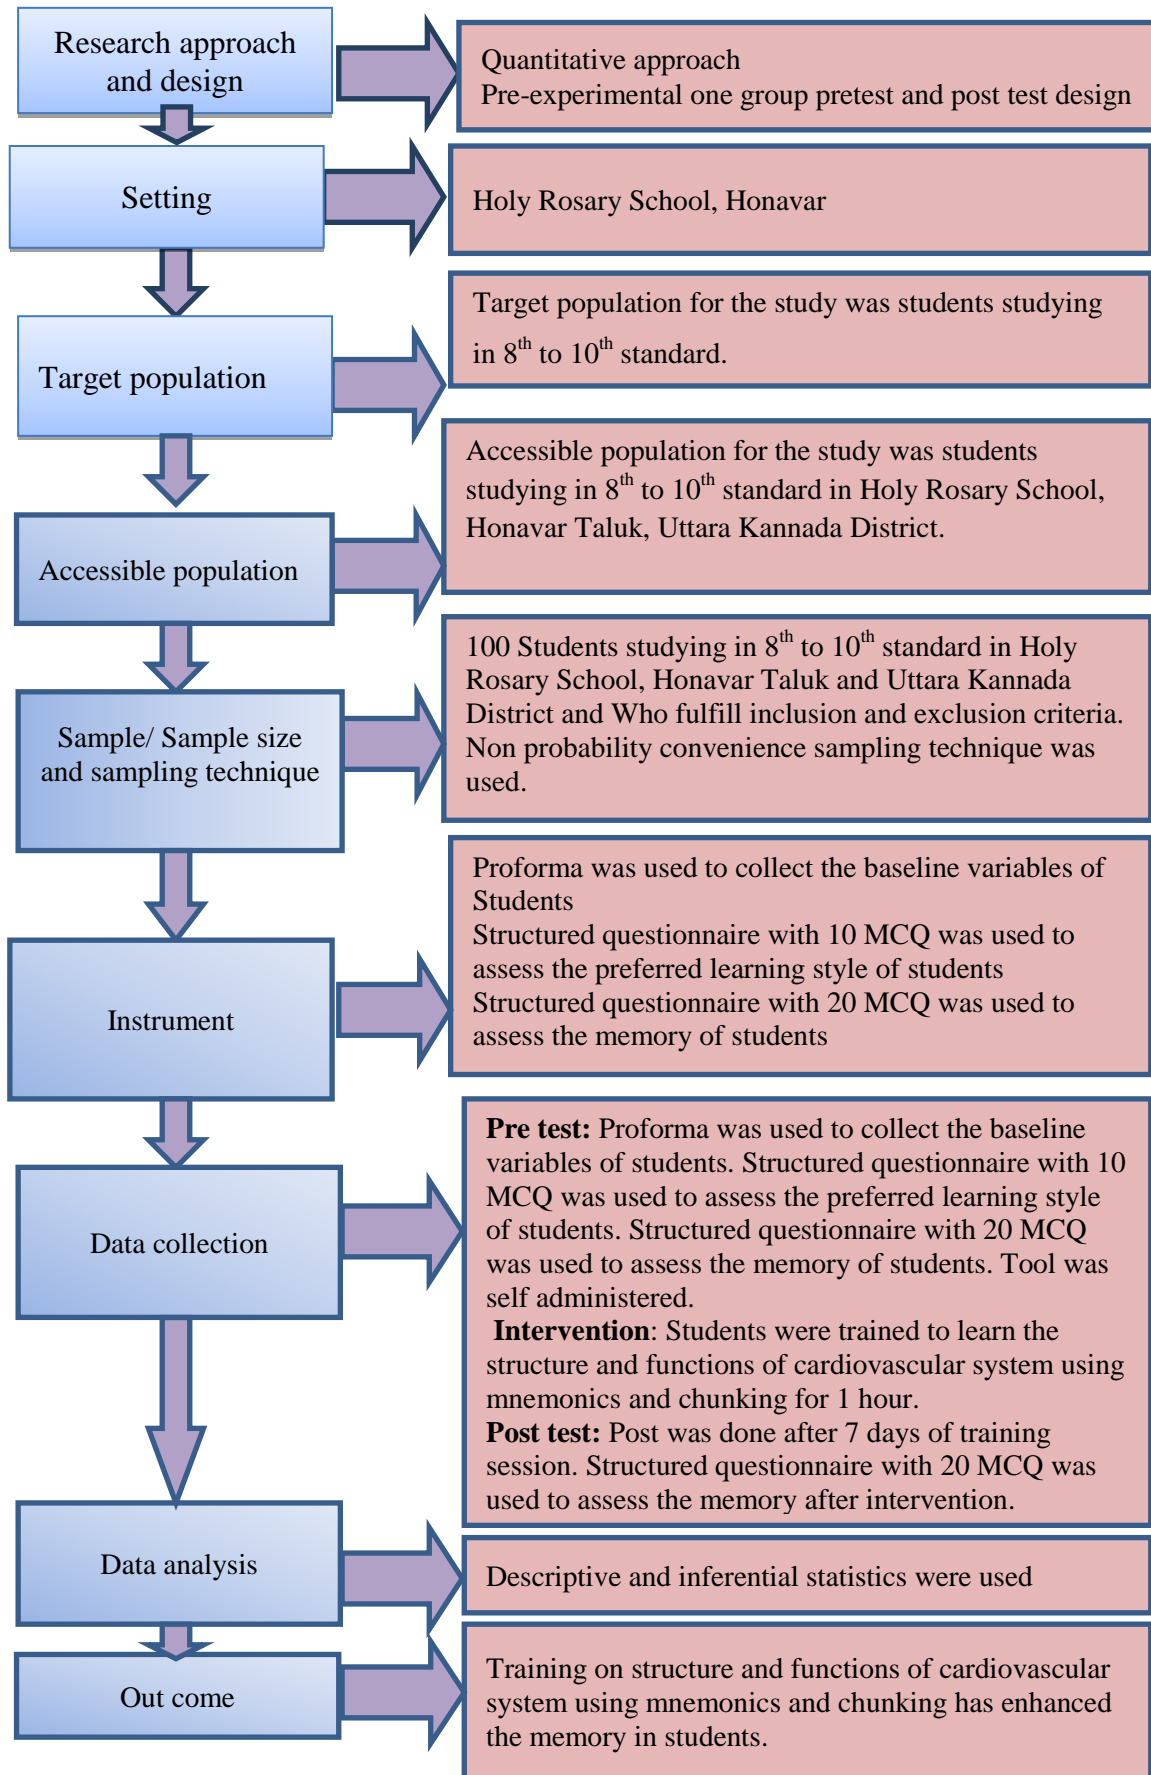 Research approach
and design
Quantitative approach
Pre-experimental one group pretest and post test design
Setting
Holy Rosary School, Honavar
Target population
Target population for the study was students studying
in 8th to 10th standard.
Accessible population
Accessible population for the study was students
studying in 8th to 10th standard in Holy Rosary School,
Honavar Taluk, Uttara Kannada District.
Sample/ Sample size
and sampling technique
100 Students studying in 8th to 10th standard in Holy
Rosary School, Honavar Taluk and Uttara Kannada
District and Who fulfill inclusion and exclusion criteria.
Non probability convenience sampling technique was
used.
Instrument
Proforma was used to collect the baseline variables of
Students
Structured questionnaire with 10 MCQ was used to
assess the preferred learning style of students
Structured questionnaire with 20 MCQ was used to
assess the memory of students
Data collection
Pre test: Proforma was used to collect the baseline
variables of students. Structured questionnaire with 10
MCQ was used to assess the preferred learning style
of students. Structured questionnaire with 20 MCQ
was used to assess the memory of students. Tool was
self administered.
Intervention: Students were trained to learn the
structure and functions of cardiovascular system using
mnemonics and chunking for 1 hour.
Post test: Post was done after 7 days of training
session. Structured questionnaire with 20 MCQ was
used to assess the memory after intervention.
Data analysis
Descriptive and inferential statistics were used
Out come
Training on structure and functions of cardiovascular
system using mnemonics and chunking has enhanced
the memory in students.